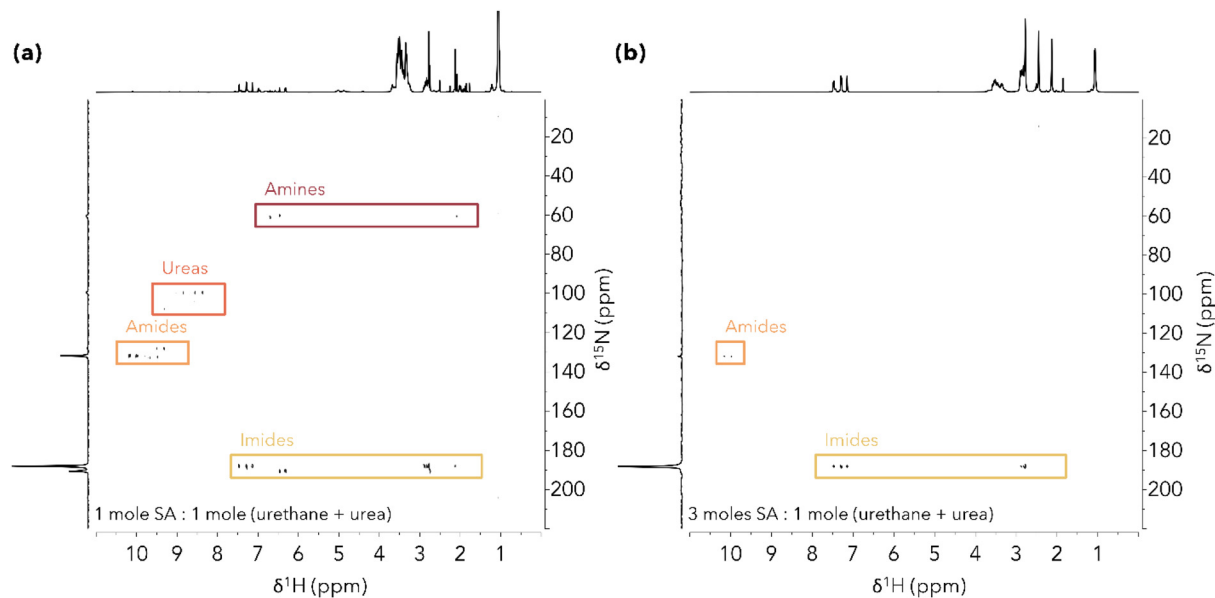 (a)
Amines
Ureas
Amides
Imides
1 mole SA : 1 mole (urethane + urea)
20
40
60
80
100
120
140
160
180
200
δ¹⁵N (ppm)
10 9 8 7 6 5 4 3 2 1
δ¹H (ppm)
(b)
Amides
Imides
3 moles SA : 1 mole (urethane + urea)
20
40
60
80
100
120
140
160
180
200
δ¹⁵N (ppm)
10 9 8 7 6 5 4 3 2 1
δ¹H (ppm)